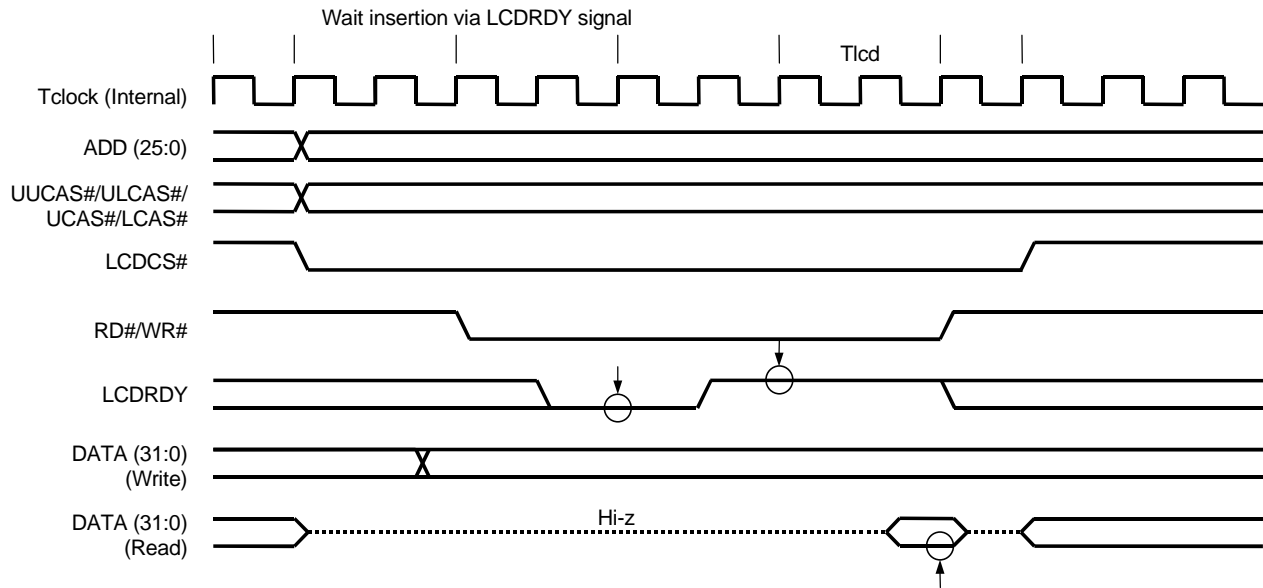 Wait insertion via LCDRDY signal
Tlcd
Tclock (Internal)
ADD (25:0)
UUCAS#/ULCAS#/
UCAS#/LCAS#
LCDCS#
RD#/WR#
LCDRDY
DATA (31:0)
(Write)
Hi-z
DATA (31:0)
(Read)